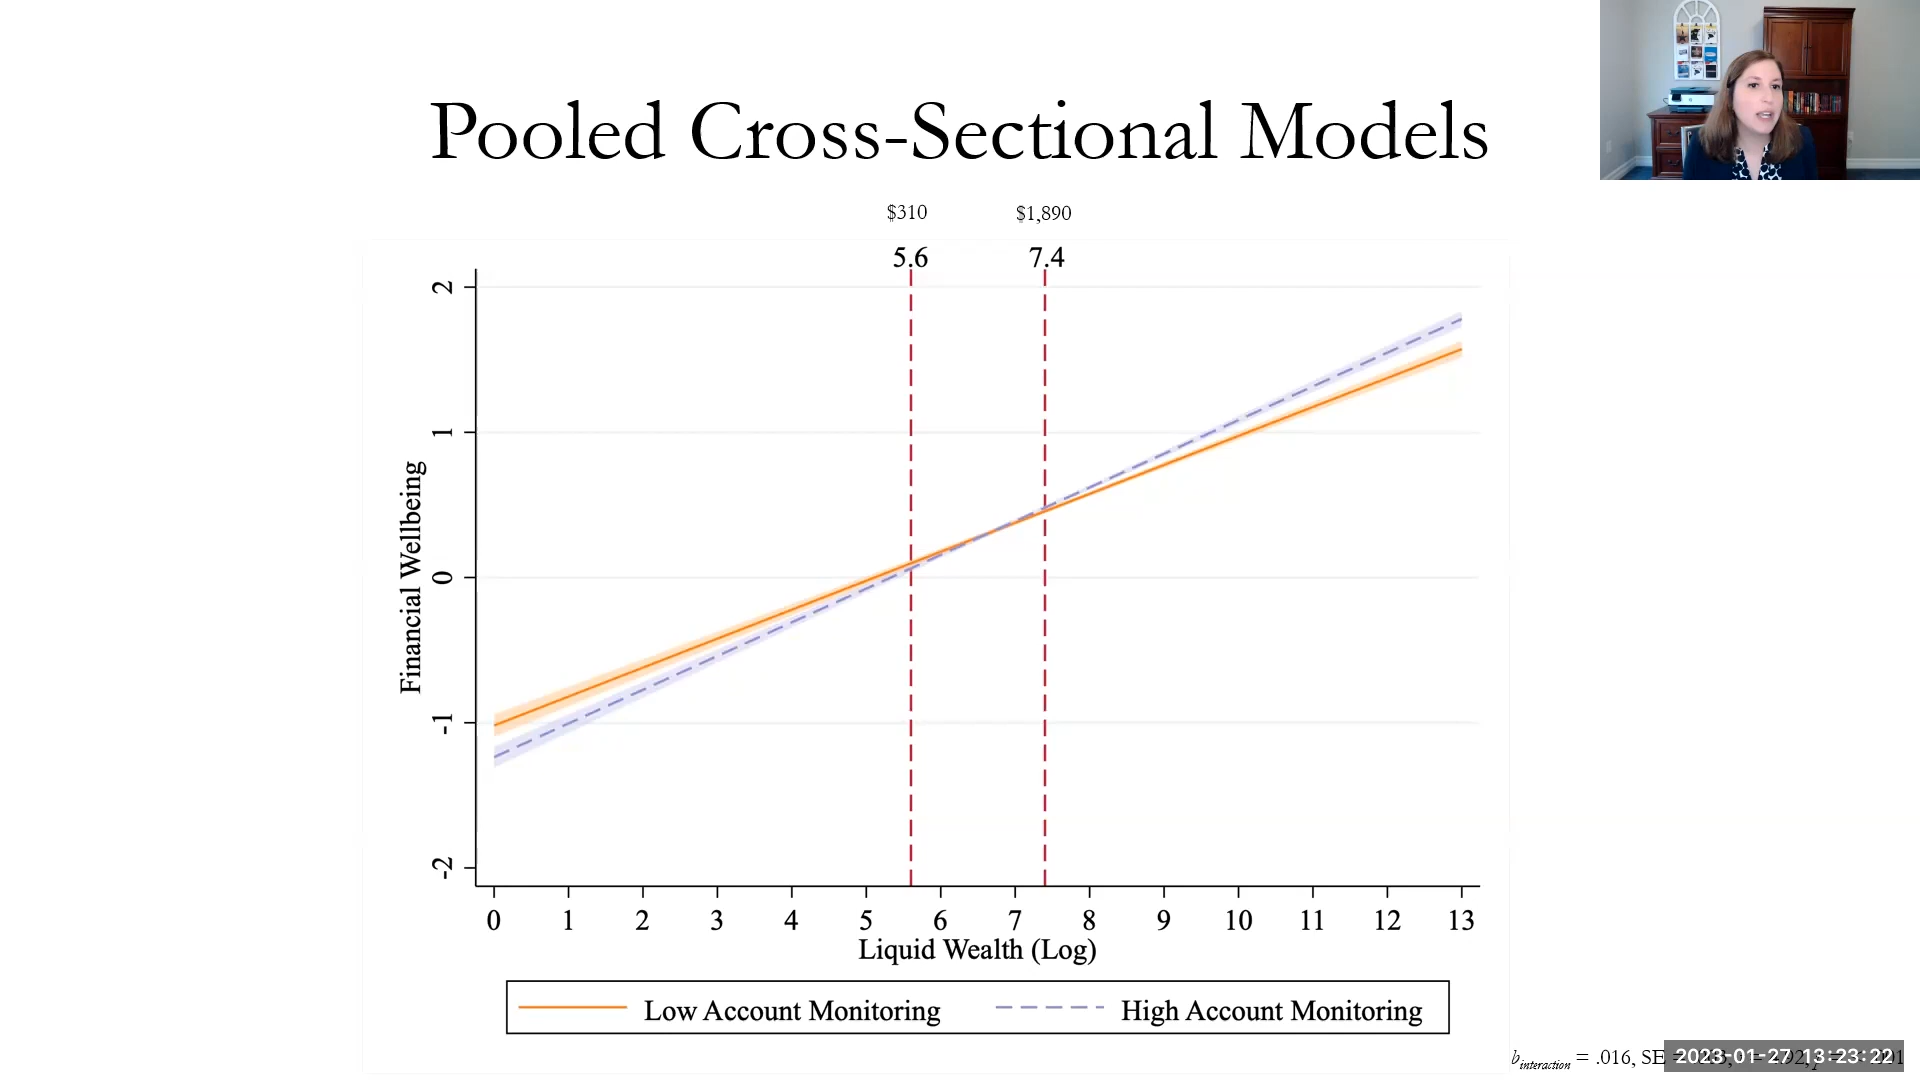 Pooled Cross-Sectional Models
$310 $1,890
5.6 7.4
2
1
0
-1
-2
Financial Wellbeing
0 1 2 3 4 5 6 7 8 9 10 11 12 13
Liquid Wealth (Log)
Low Account Monitoring High Account Monitoring
b interaction = .016, SE
2023-01-27 13:23:22